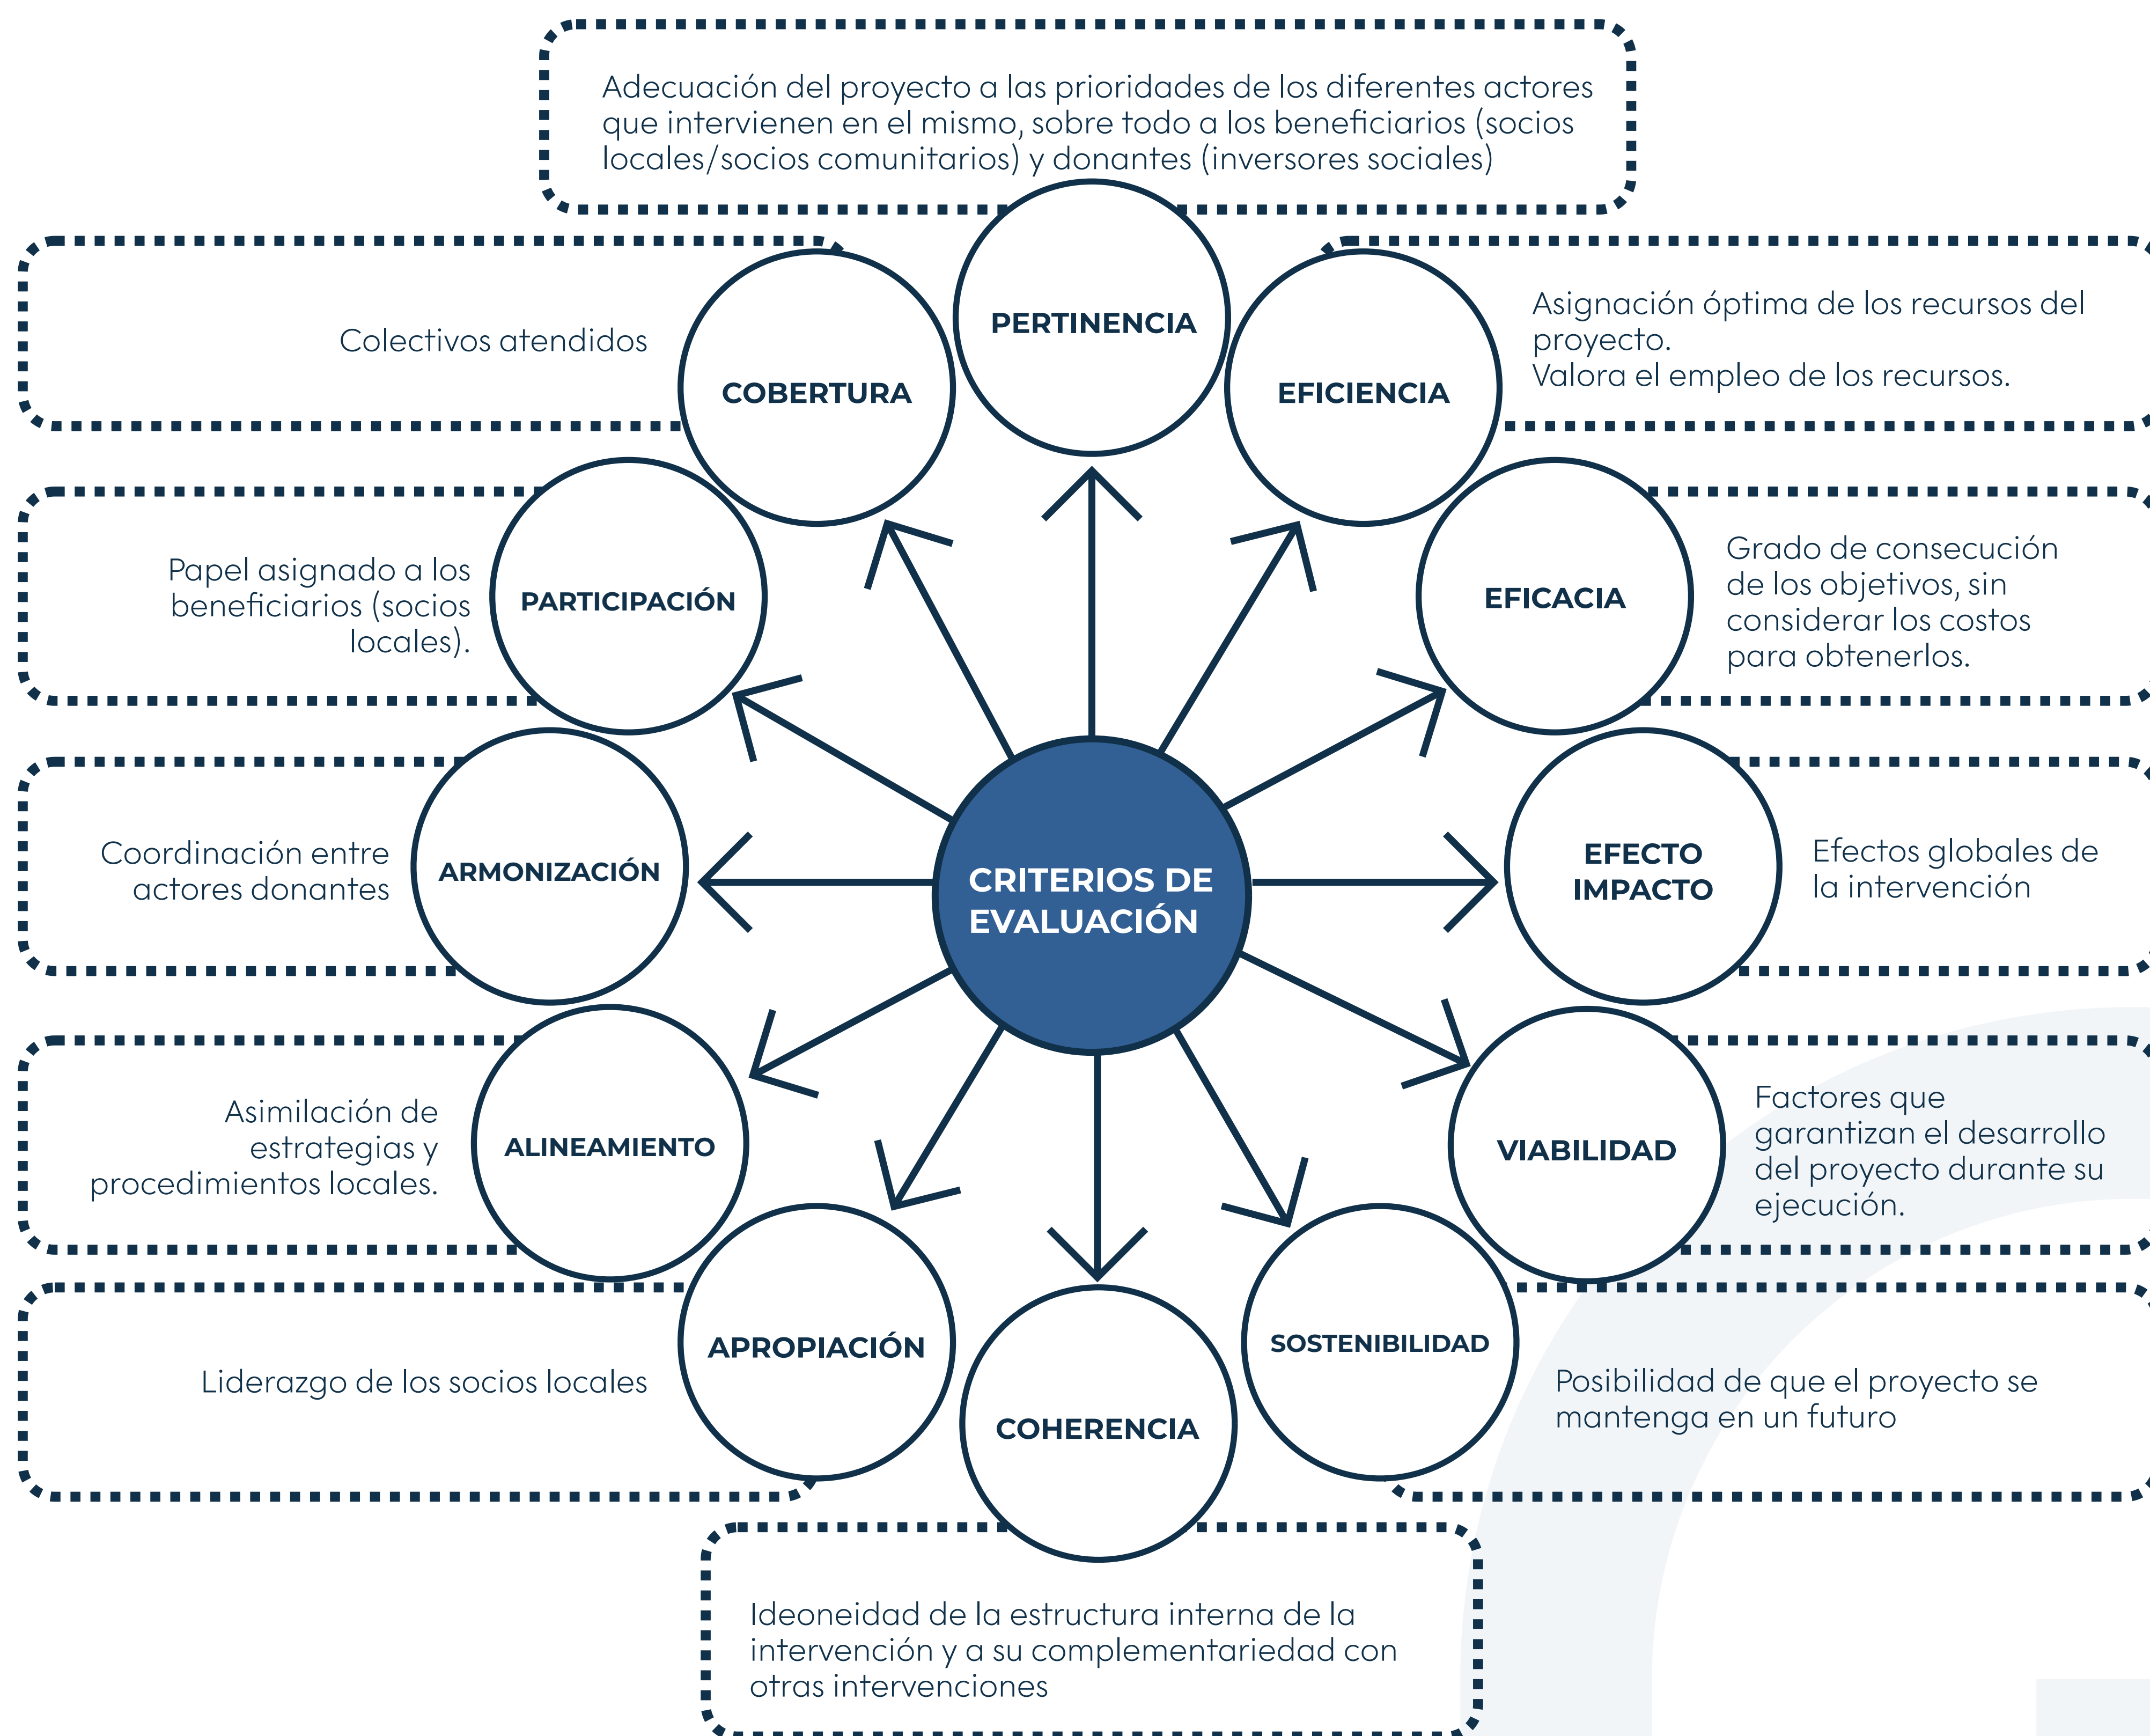 Adecuación del proyecto a las prioridades de los diferentes actores
que intervienen en el mismo, sobre todo a los beneficiarios (socios
locales/socios comunitarios) y donantes (inversores sociales)
PERTINENCIA
Colectivos atendidos
COBERTURA
EFICIENCIA
Asignación óptima de los recursos del
proyecto.
Valora el empleo de los recursos.
Papel asignado a los
beneficiarios (socios
locales).
PARTICIPACIÓN
EFICACIA
Grado de consecución
de los objetivos, sin
considerar los costos
para obtenerlos.
Coordinación entre
actores donantes
ARMONIZACIÓN
CRITERIOS DE
EVALUACIÓN
EFECTO
IMPACTO
Efectos globales de
la intervención
Asimilación de
estrategias y
procedimientos locales.
ALINEAMIENTO
VIABILIDAD
Factores que
garantizan el desarrollo
del proyecto durante su
ejecución.
Liderazgo de los socios locales
APROPIACIÓN
COHERENCIA
SOSTENIBILIDAD
Posibilidad de que el proyecto se
mantenga en un futuro
Ideoneidad de la estructura interna de la
intervención y a su complementariedad con
otras intervenciones